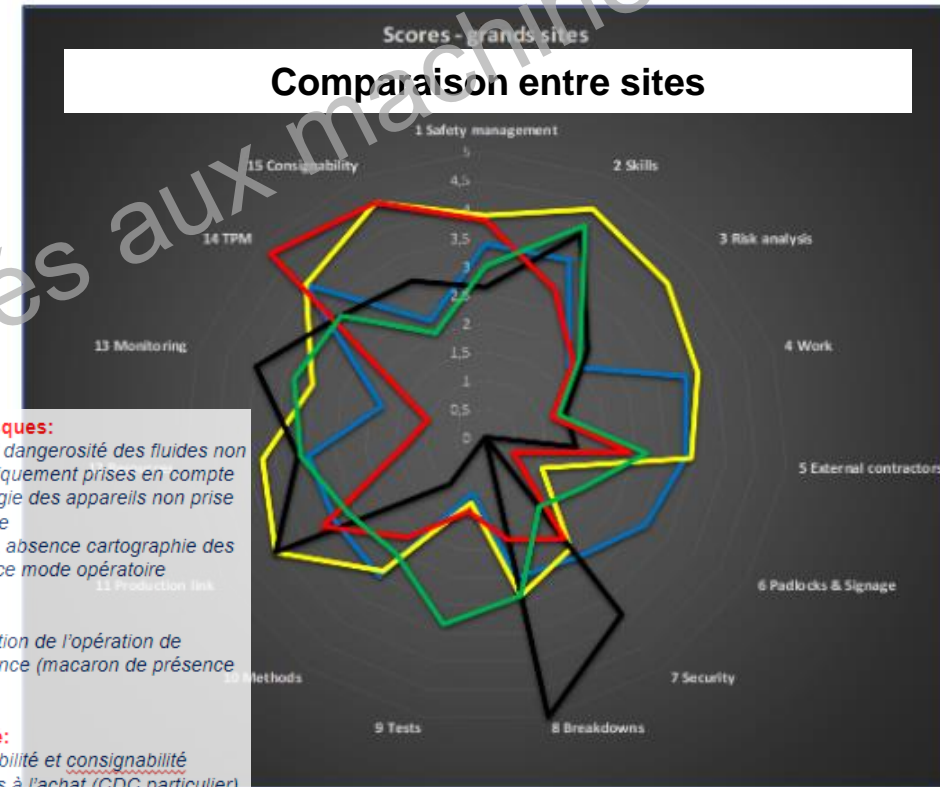 Scores - grands sites
Comparaison entre sites
és aux machine
1 Safety management
2 Skills
3 Risk analysis
4 Work
5 External contractors
6 Padlocks & Signage
7 Security
8 Breakdowns
9 Tests
10 Methods
11 Production link
13 Monitoring
14 TPM
15 Consignability
5
4,5
4
3,5
3
2,5
2
1,5
1
0,5
0
ques:
dangerosité des fluides non
iquement prises en compte
gie des appareils non prise
e
absence cartographie des
ce mode opératoire
tion de l'opération de
nce (macaron de présence
e:
bilité et consignabilité
s à l'achat (CDC particulier)